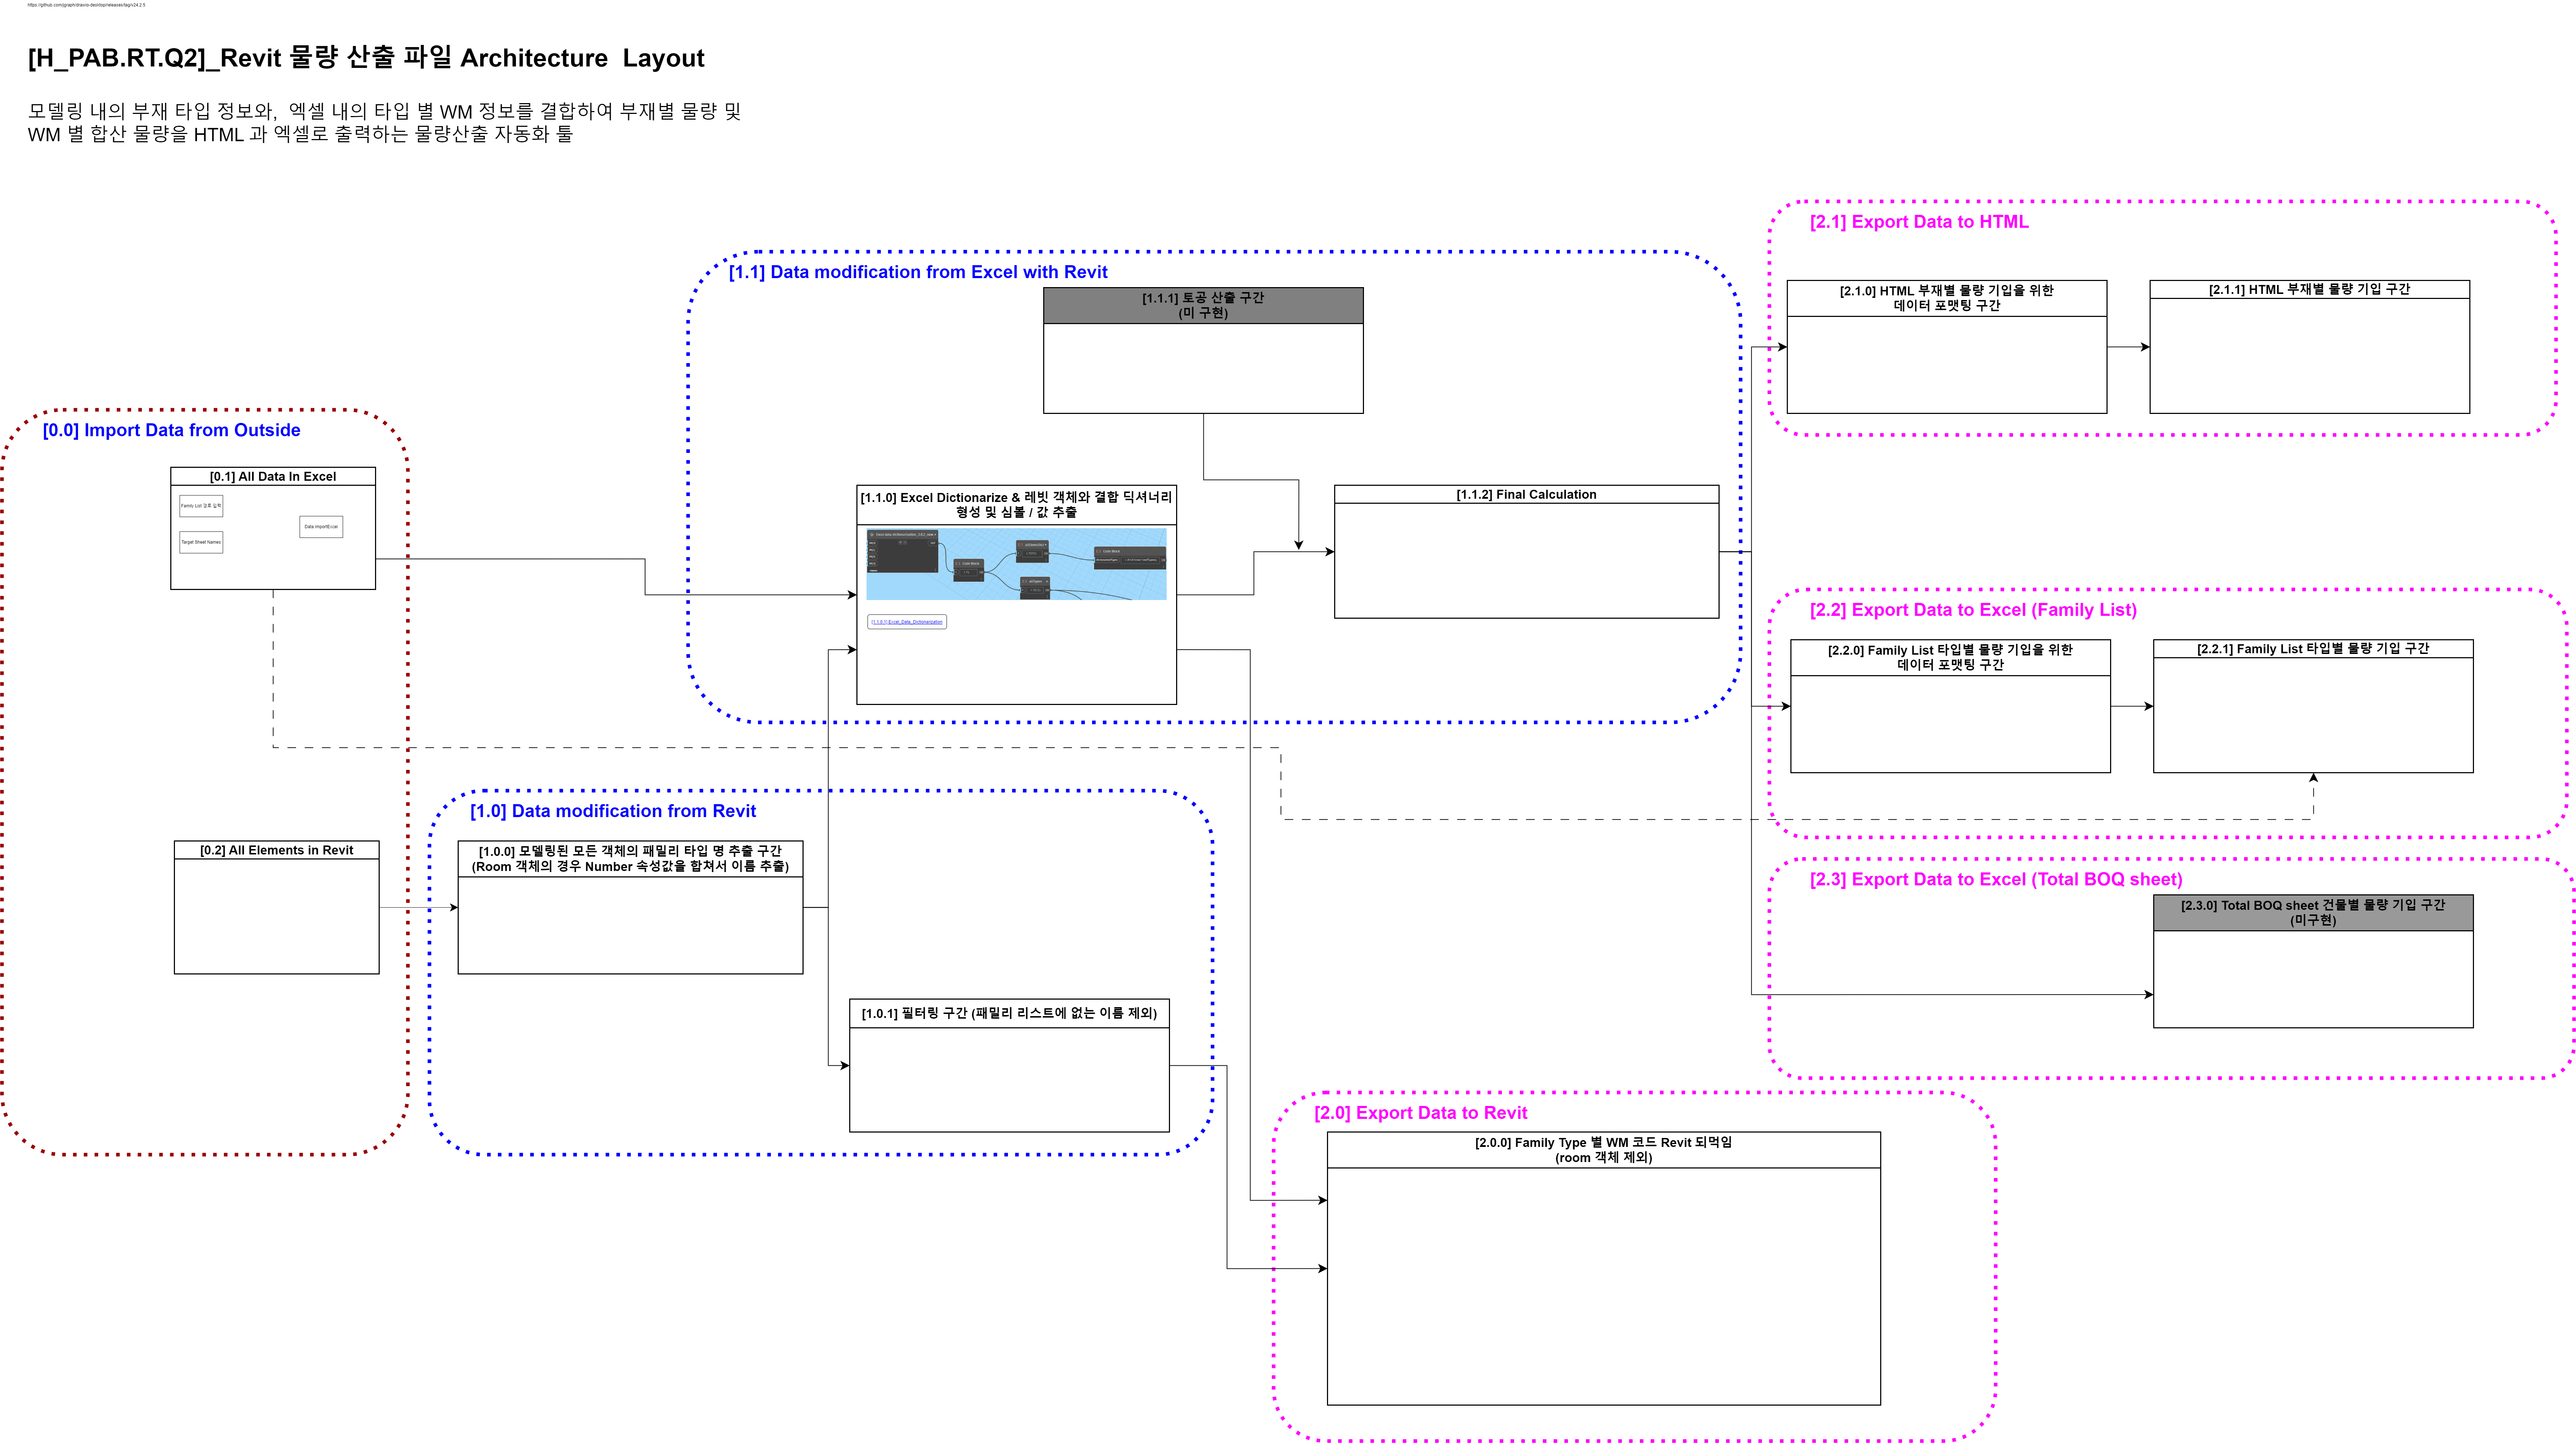 https://github.com/jgraph/drawio-desktop/releases/tag/v24.2.5
[H_PAB.RT.Q2]_Revit 물량 산출 파일 Architecture Layout
모델링 내의 부재 타입 정보와, 엑셀 내의 타입 별 WM 정보를 결합하여 부재별 물량 및
WM 별 합산 물량을 HTML 과 엑셀로 출력하는 물량산출 자동화 툴
[0.0] Import Data from Outside
[0.1] All Data In Excel
Family List 경로 입력
Data.ImportExcel
Target Sheet Names
[0.2] All Elements in Revit
[1.1] Data modification from Excel with Revit
[1.1.1] 토공 산출 구간
(미 구현)
[1.1.0] Excel Dictionarize & 레빗 객체와 결합 딕셔너리
형성 및 심볼 / 값 추출
Code Block
Code Block
[1.1.0.1] Excel_Data_Dictionarization
[1.1.2] Final Calculation
[1.0] Data modification from Revit
[1.0.0] 모델링된 모든 객체의 패밀리 타입 명 추출 구간
(Room 객체의 경우 Number 속성값을 합쳐서 이름 추출)
[1.0.1] 필터링 구간 (패밀리 리스트에 없는 이름 제외)
[2.1] Export Data to HTML
[2.1.0] HTML 부재별 물량 기입을 위한
데이터 포맷팅 구간
[2.1.1] HTML 부재별 물량 기입 구간
[2.2] Export Data to Excel (Family List)
[2.2.0] Family List 타입별 물량 기입을 위한
데이터 포맷팅 구간
[2.2.1] Family List 타입별 물량 기입 구간
[2.3] Export Data to Excel (Total BOQ sheet)
[2.3.0] Total BOQ sheet 건물별 물량 기입 구간
(미구현)
[2.0] Export Data to Revit
[2.0.0] Family Type 별 WM 코드 Revit 되먹임
(room 객체 제외)